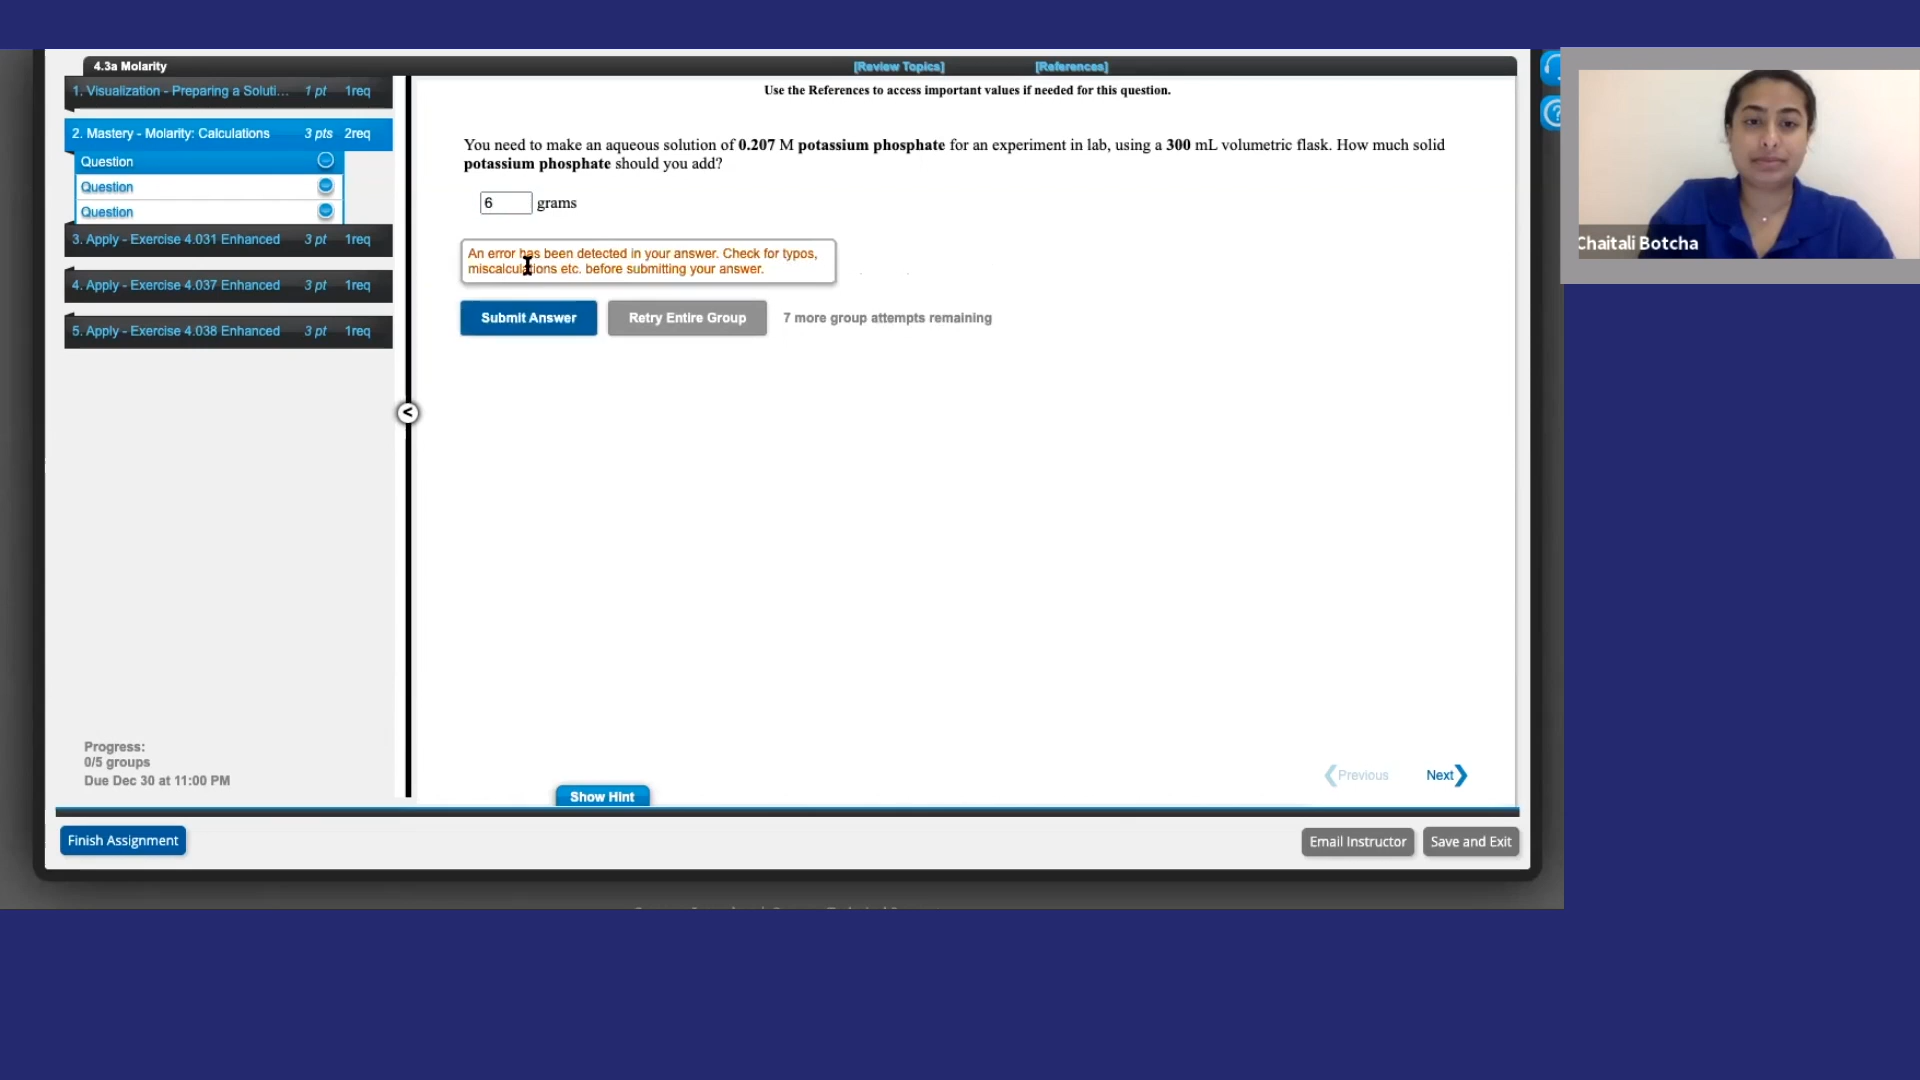 4.3a Molarity
[Review Topics]
[References]
1. Visualization - Preparing a Soluti... 1 pt 1req
2. Mastery - Molarity: Calculations 3 pts 2req
Question
Question
Question
3. Apply - Exercise 4.031 Enhanced 3 pt 1req
4. Apply - Exercise 4.037 Enhanced 3 pt 1req
5. Apply - Exercise 4.038 Enhanced 3 pt 1req
Progress:
0/5 groups
Due Dec 30 at 11:00 PM
Use the References to access important values if needed for this question.
You need to make an aqueous solution of 0.207 M potassium phosphate for an experiment in lab, using a 300 mL volumetric flask. How much solid
potassium phosphate should you add?
6 grams
An error has been detected in your answer. Check for typos,
miscalculations etc. before submitting your answer.
Submit Answer
Retry Entire Group
7 more group attempts remaining
<
Previous
Next
Show Hint
Finish Assignment
Email Instructor
Save and Exit
Chaitali Botcha